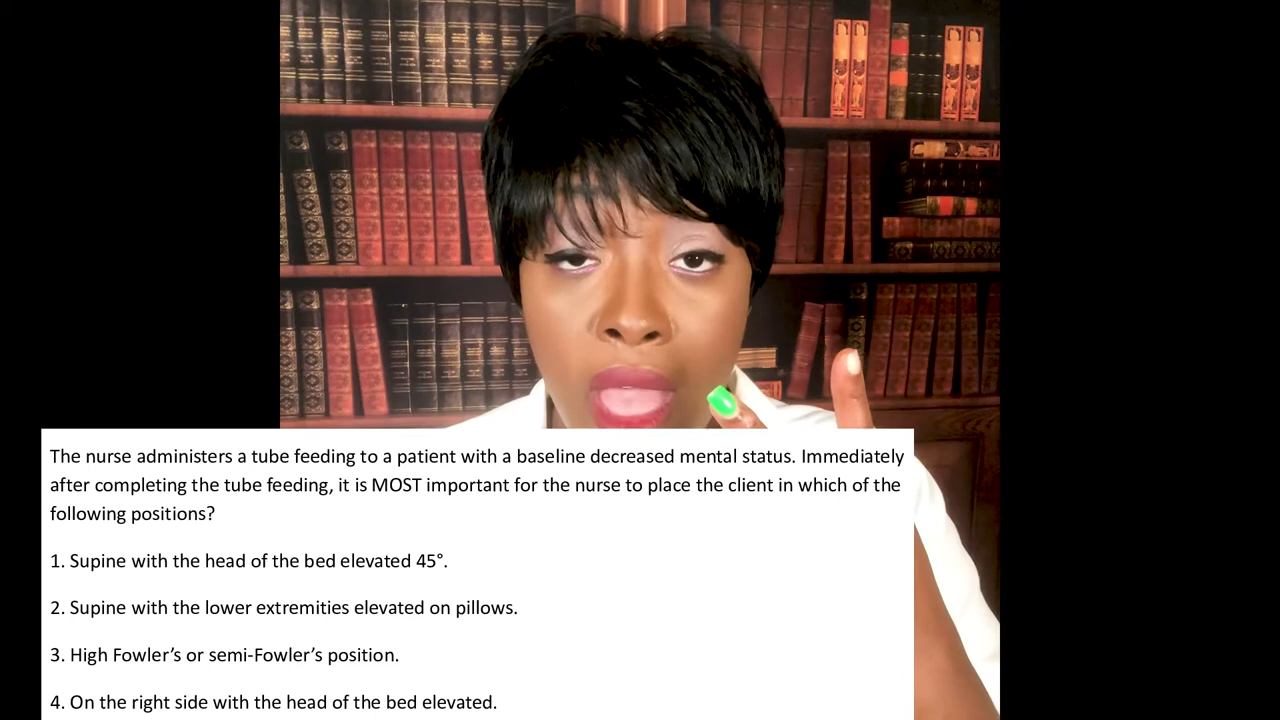 The nurse administers a tube feeding to a patient with a baseline decreased mental status. Immediately
after completing the tube feeding, it is MOST important for the nurse to place the client in which of the
following positions?
1. Supine with the head of the bed elevated 45°.
2. Supine with the lower extremities elevated on pillows.
3. High Fowler’s or semi-Fowler’s position.
4. On the right side with the head of the bed elevated.